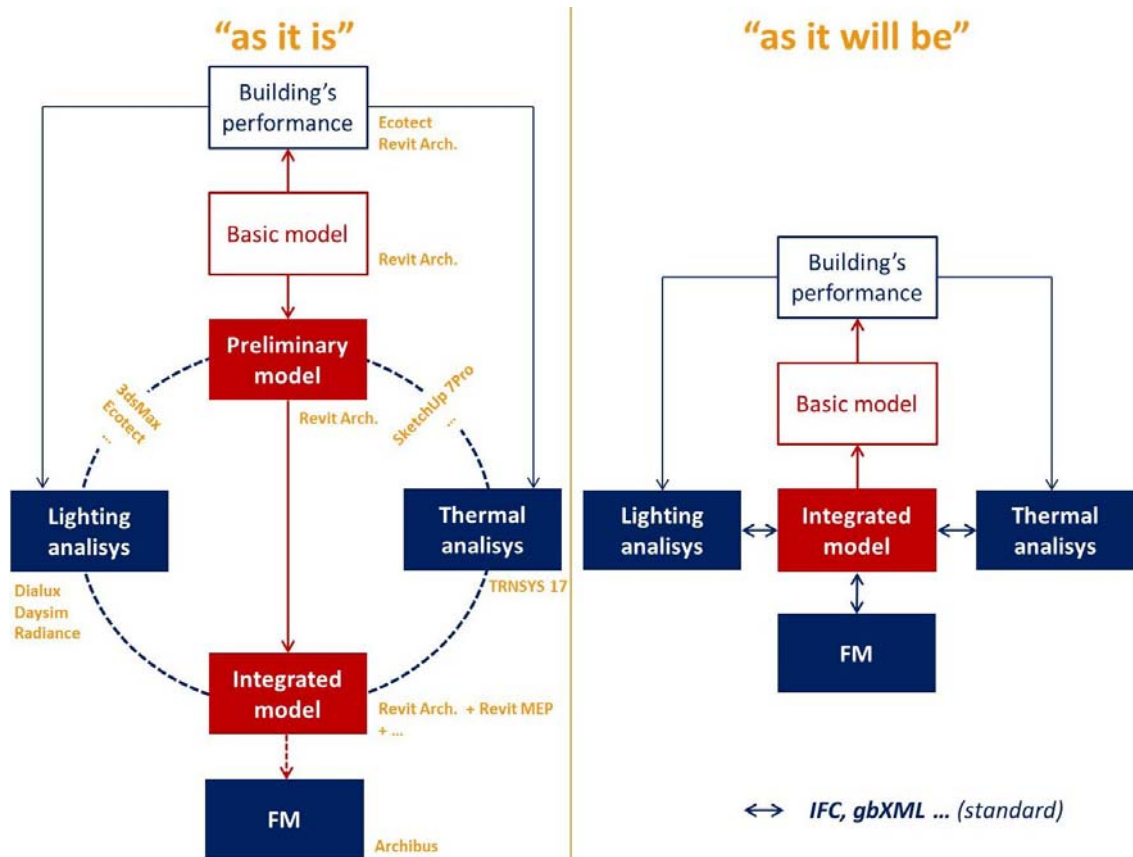 “as it is”
Building’s
performance
Ecotect
Revit Arch.
Basic model
Revit Arch.
Preliminary
model
Revit Arch.
3dsMax
Ecotect
...
SketchUp 7Pro
...
Lighting
analisys
Dialux
Daysim
Radiance
Thermal
analisys
TRNSYS 17
Integrated
model
Revit Arch. + Revit MEP
+ ...
FM
Archibus
“as it will be”
Building’s
performance
Basic model
Lighting
analisys
Integrated
model
Thermal
analisys
FM
IFC, gbXML ... (standard)